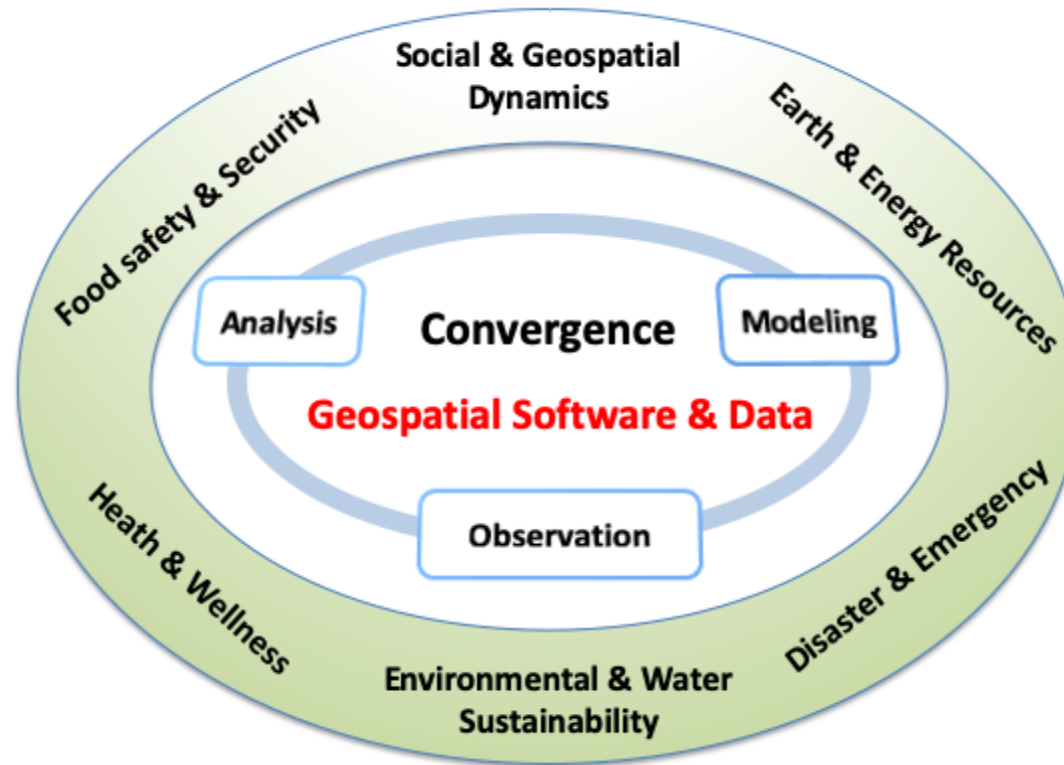 Social & Geospatial
Dynamics
Food safety & Security
Earth & Energy Resources
Analysis
Convergence
Modeling
Geospatial Software & Data
Observation
Heath & Wellness
Disaster & Emergency
Environmental & Water
Sustainability